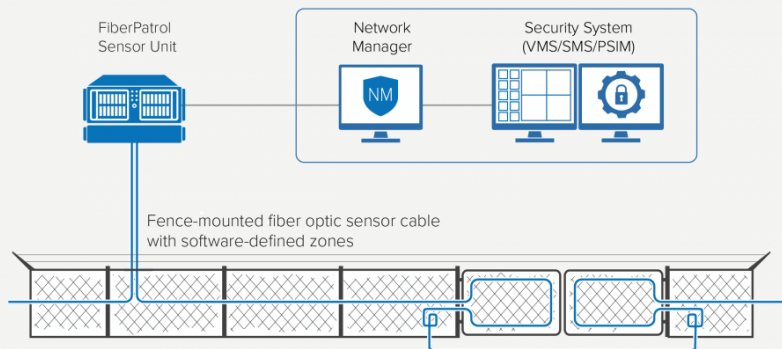 FiberPatrol
Sensor Unit
Network
Manager
Security System
(VMS/SMS/PSIM)
NM
Fence-mounted fiber optic sensor cable
with software-defined zones